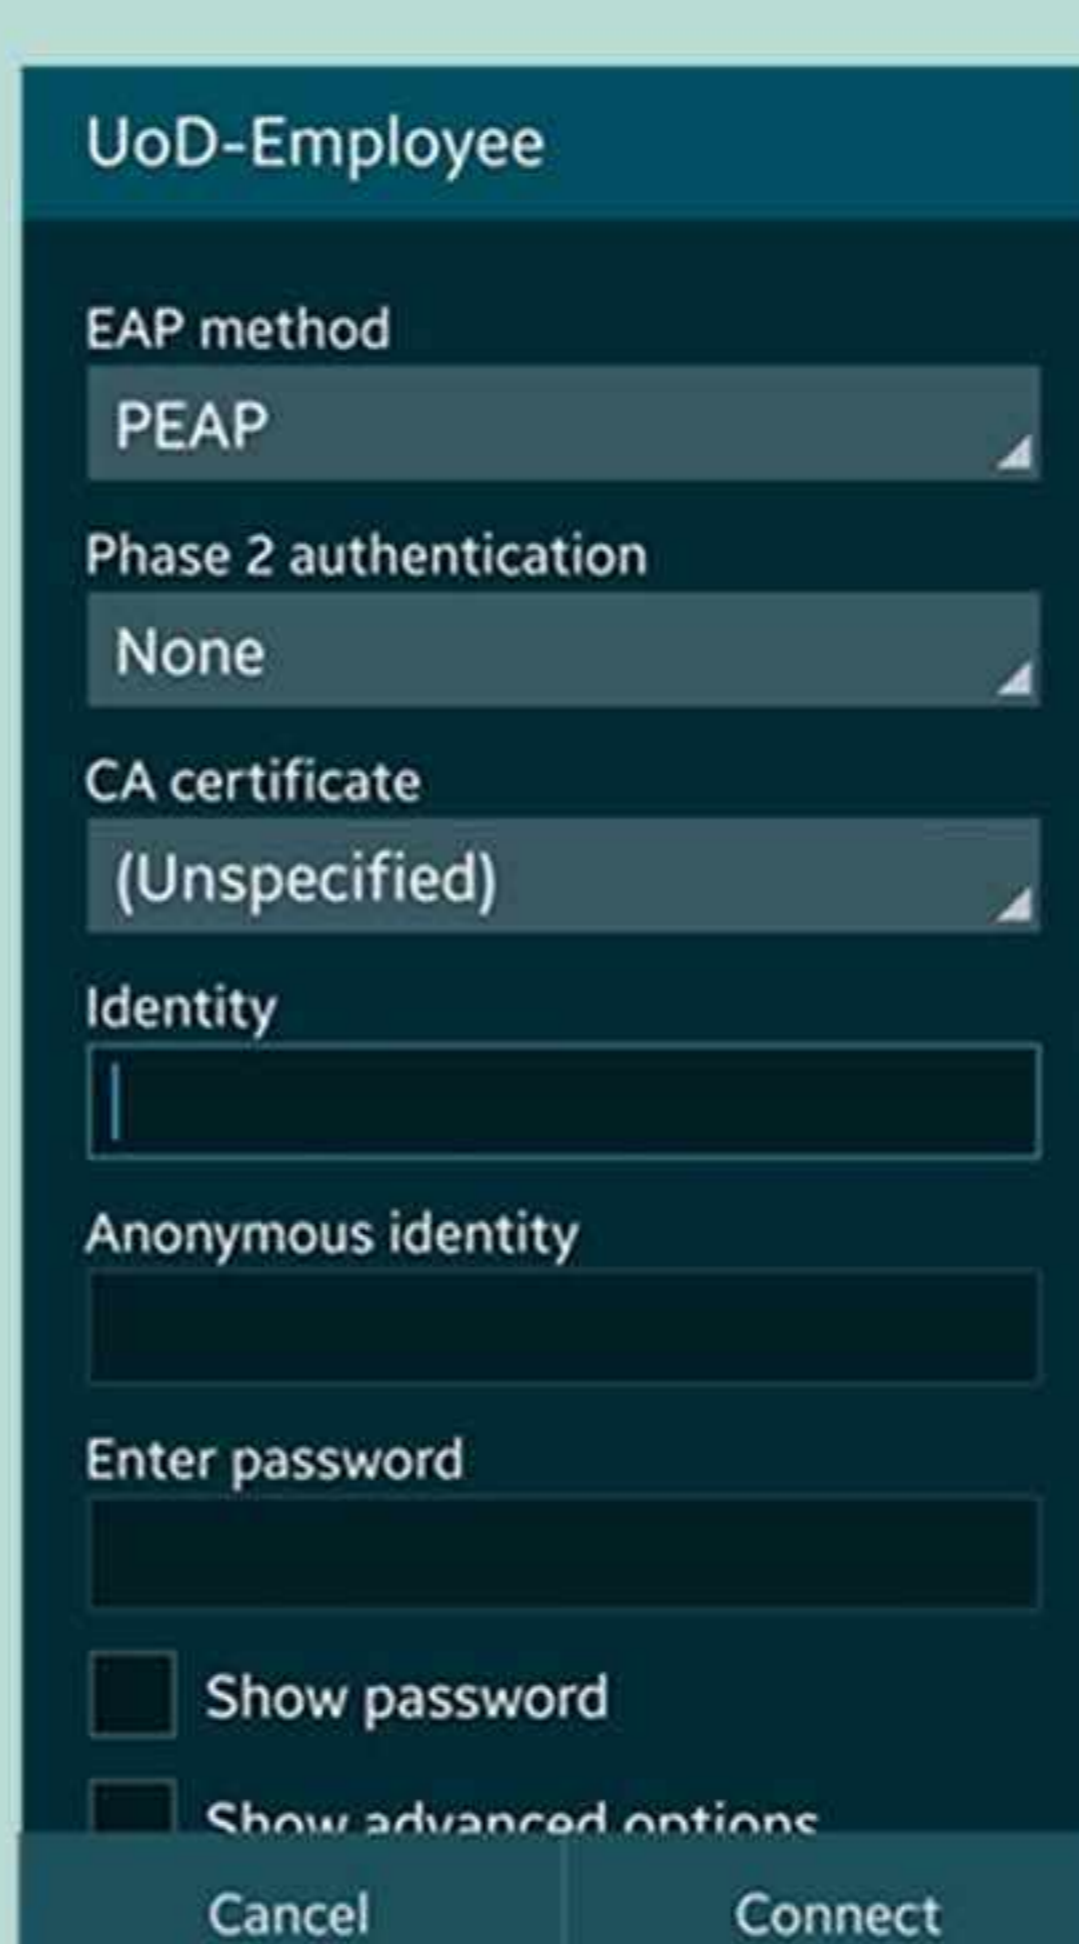 UoD-Employee
EAP method
PEAP
Phase 2 authentication
None
CA certificate
(Unspecified)
Identity
Anonymous identity
Enter password
Show password
Show advanced options
Cancel
Connect